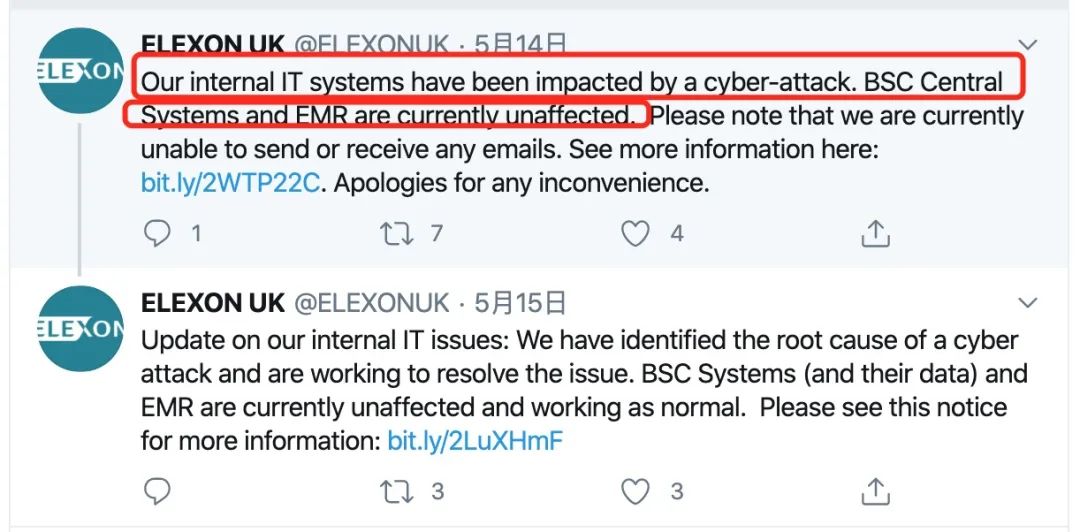 ELEXON UK @ELEXONUK · 5月14日
ELEXON
Our internal IT systems have been impacted by a cyber-attack. BSC Central
Systems and EMR are currently unaffected. Please note that we are currently
unable to send or receive any emails. See more information here:
bit.ly/2WTP22C. Apologies for any inconvenience.
1 7 4
ELEXON UK @ELEXONUK · 5月15日
ELEXON
Update on our internal IT issues: We have identified the root cause of a cyber
attack and are working to resolve the issue. BSC Systems (and their data) and
EMR are currently unaffected and working as normal. Please see this notice
for more information: bit.ly/2LuXHmF
3 3